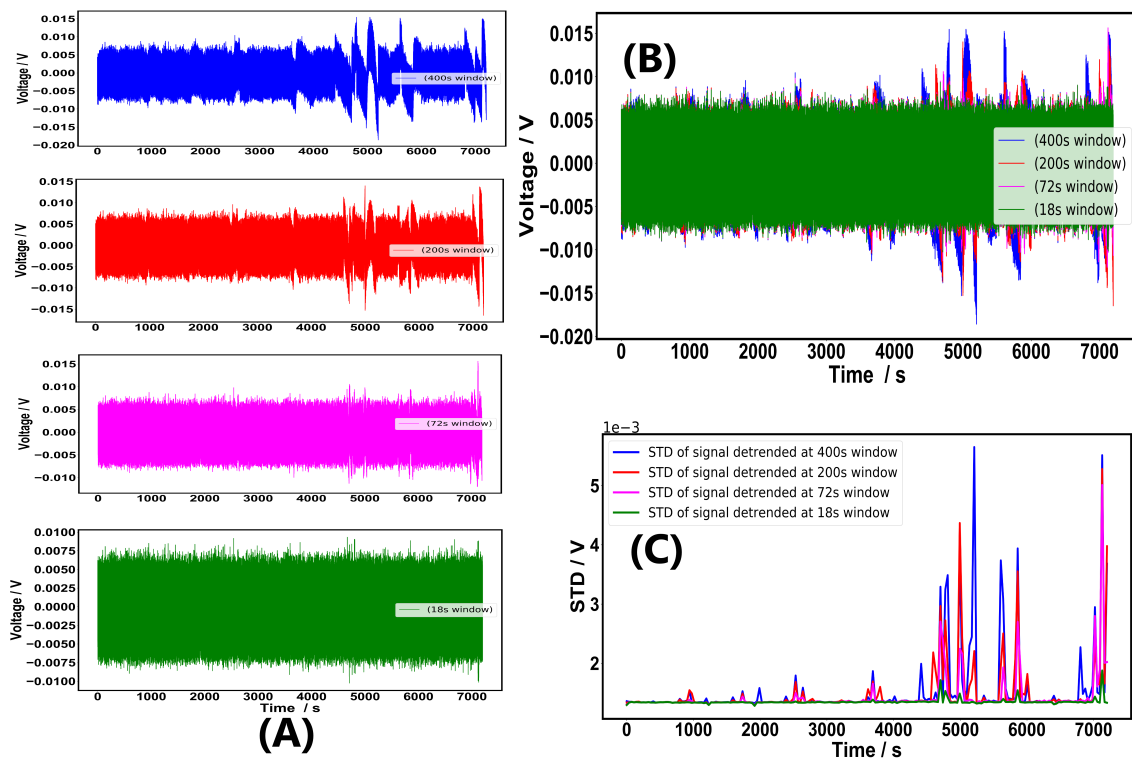 0.015
0.010
0.005
0.000
−0.005
−0.010
−0.015
−0.020
Voltage / V
(400s window)
0 1000 2000 3000 4000 5000 6000 7000
0.015
0.010
0.005
0.000
−0.005
−0.010
−0.015
Voltage / V
(200s window)
0 1000 2000 3000 4000 5000 6000 7000
0.015
0.010
0.005
0.000
−0.005
−0.010
Voltage / V
(72s window)
0 1000 2000 3000 4000 5000 6000 7000
0.0100
0.0075
0.0050
0.0025
0.0000
−0.0025
−0.0050
−0.0075
−0.0100
Voltage / V
(18s window)
0 1000 2000 3000 4000 5000 6000 7000
Time / s
(A)
(B)
0.015
0.010
0.005
0.000
−0.005
−0.010
−0.015
−0.020
Voltage / V
(400s window)
(200s window)
(72s window)
(18s window)
0 1000 2000 3000 4000 5000 6000 7000
Time / s
1e−3
STD of signal detrended at 400s window
STD of signal detrended at 200s window
STD of signal detrended at 72s window
STD of signal detrended at 18s window
(C)
5
4
3
2
STD / V
0 1000 2000 3000 4000 5000 6000 7000
Time / s